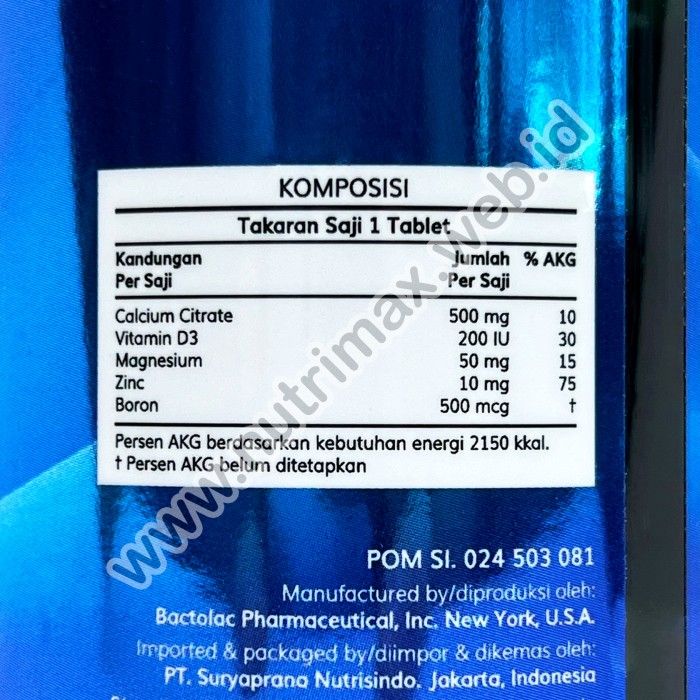 KOMPOSISI
Takaran Saji 1 Tablet
Kandungan Per Saji Jumlah Per Saji % AKG
Calcium Citrate 500 mg 10
Vitamin D3 200 IU 30
Magnesium 50 mg 15
Zinc 10 mg 75
Boron 500 mcg †
Persen AKG berdasarkan kebutuhan energi 2150 kkal.
† Persen AKG belum ditetapkan
POM SI. 024 503 081
Manufactured by/diproduksi oleh:
Bactolac Pharmaceutical, Inc. New York, U.S.A.
Imported & packaged by/diimpor & dikemas oleh:
PT. Suryaprana Nutrisindo. Jakarta, Indonesia
www.nutrimax.web.id